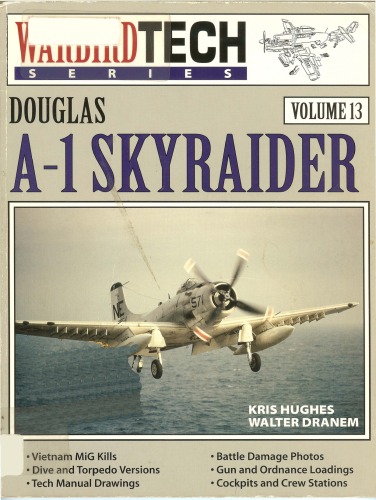 WARBIRDTECH
SERIES
DOUGLAS
VOLUME 13
A-1 SKYRAIDER
NE
571
KRIS HUGHES
WALTER DRANEM
• Vietnam MiG Kills
• Dive and Torpedo Versions
• Tech Manual Drawings
• Battle Damage Photos
• Gun and Ordnance Loadings
• Cockpits and Crew Stations